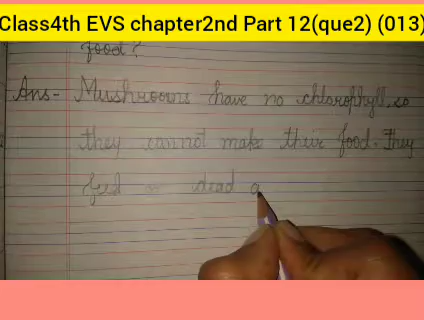 Class4th EVS chapter2nd Part 12(que2) (013)
food?
Ans- Mushrooms have no chlorophyll, so
they cannot make their food. They
feed on dead a